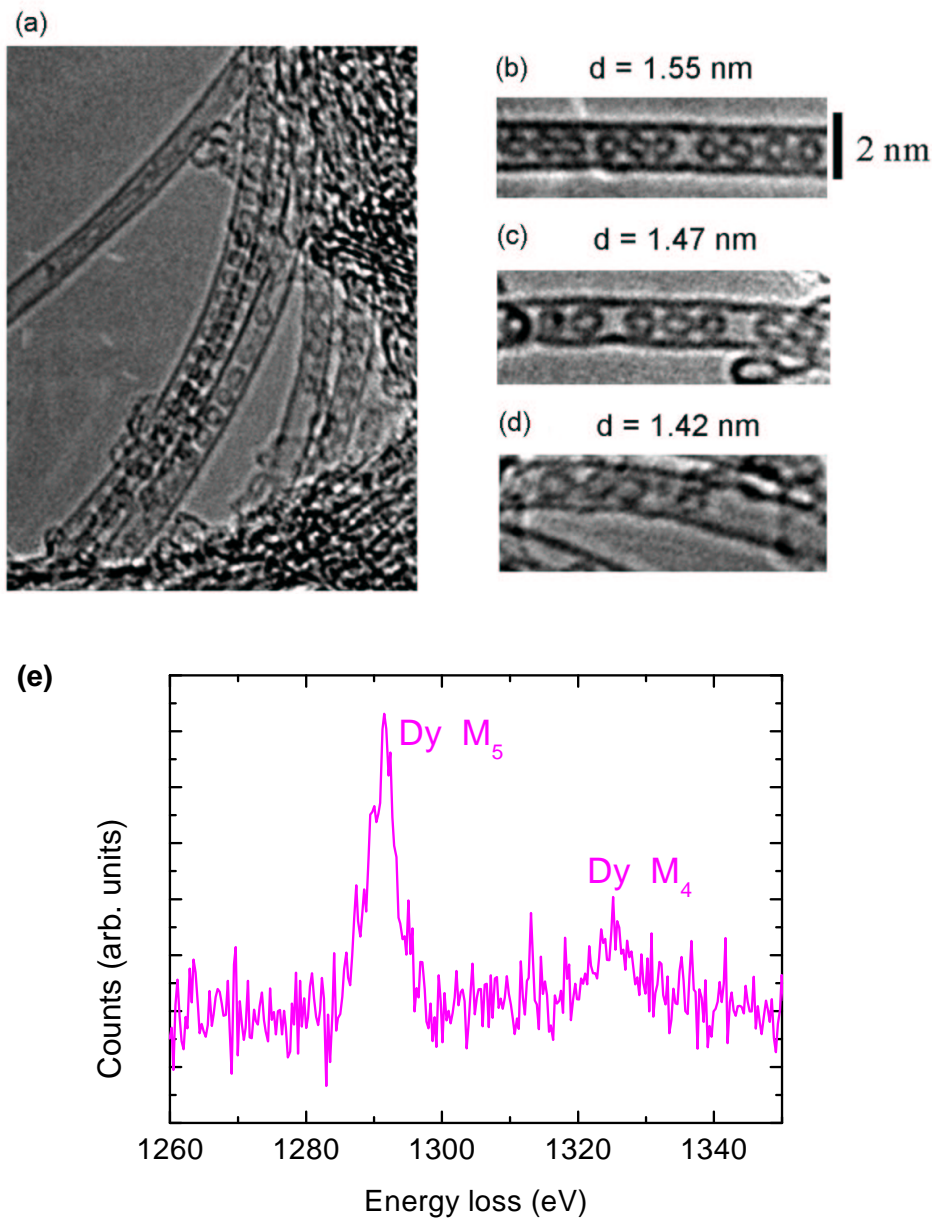 (a)
(b) d = 1.55 nm
2 nm
(c) d = 1.47 nm
(d) d = 1.42 nm
(e)
Dy M₅
Dy M₄
Counts (arb. units)
1260 1280 1300 1320 1340
Energy loss (eV)